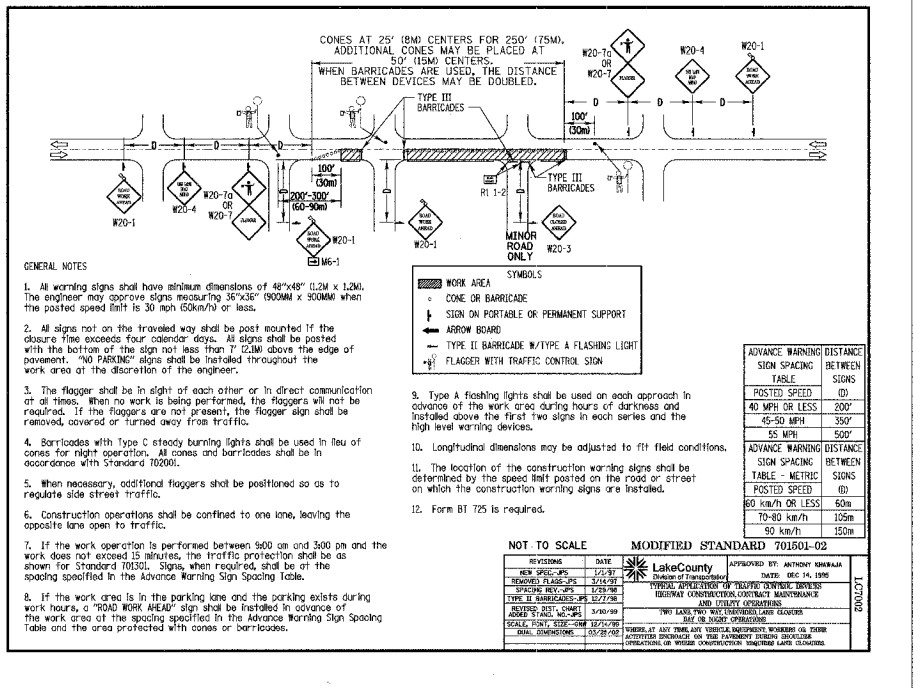 CONES AT 25' (8M) CENTERS FOR 250' (75M).
ADDITIONAL CONES MAY BE PLACED AT
50' (15M) CENTERS.
WHEN BARRICADES ARE USED, THE DISTANCE
BETWEEN DEVICES MAY BE DOUBLED.
TYPE III
BARRICADES
W20-7a
OR
W20-7
FLAGGER
W20-4
W20-1
ROAD
WORK
AHEAD
D
D
D
100'
(30m)
D
D
D
100'
(30m)
200'-300'
(60-90m)
D
D
D
R1 1-2
TYPE III
BARRICADES
ROAD
WORK
AHEAD
W20-1
W20-4
W20-7a
OR
W20-7
FLAGGER
ROAD
WORK
AHEAD
W20-1
M6-1
ROAD
WORK
AHEAD
W20-1
MINOR
ROAD
ONLY
ROAD
CLOSED
AHEAD
W20-3
GENERAL NOTES
1. All warning signs shall have minimum dimensions of 48"x48" (1.2M x 1.2M).
The engineer may approve signs measuring 36"x36" (900MM x 900MM) when
the posted speed limit is 30 mph (50km/h) or less.
2. All signs not on the traveled way shall be post mounted if the
closure time exceeds four calendar days. All signs shall be posted
with the bottom of the sign not less than 7' (2.1M) above the edge of
pavement. "NO PARKING" signs shall be installed throughout the
work area at the discretion of the engineer.
3. The flagger shall be in sight of each other or in direct communication
at all times. When no work is being performed, the flaggers will not be
required. If the flaggers are not present, the flagger sign shall be
removed, covered or turned away from traffic.
4. Barricades with Type C steady burning lights shall be used in lieu of
cones for night operation. All cones and barricades shall be in
accordance with Standard 702001.
5. When necessary, additional flaggers shall be positioned so as to
regulate side street traffic.
6. Construction operations shall be confined to one lane, leaving the
opposite lane open to traffic.
7. If the work operation is performed between 9:00 am and 3:00 pm and the
work does not exceed 15 minutes, the traffic protection shall be as
shown for Standard 701301. Signs, when required, shall be at the
spacing specified in the Advance Warning Sign Spacing Table.
8. If the work area is in the parking lane and the parking exists during
work hours, a "ROAD WORK AHEAD" sign shall be installed in advance of
the work area at the spacing specified in the Advance Warning Sign Spacing
Table and the area protected with cones or barricades.
SYMBOLS
WORK AREA
CONE OR BARRICADE
SIGN ON PORTABLE OR PERMANENT SUPPORT
ARROW BOARD
TYPE II BARRICADE W/TYPE A FLASHING LIGHT
FLAGGER WITH TRAFFIC CONTROL SIGN
9. Type A flashing lights shall be used on each approach in
advance of the work area during hours of darkness and
installed above the first two signs in each series and the
high level warning devices.
10. Longitudinal dimensions may be adjusted to fit field conditions.
11. The location of the construction warning signs shall be
determined by the speed limit posted on the road or street
on which the construction warning signs are installed.
12. Form BT 725 is required.
ADVANCE WARNING DISTANCE
SIGN SPACING BETWEEN
TABLE SIGNS
POSTED SPEED (D)
40 MPH OR LESS 200'
45-50 MPH 350'
55 MPH 500'
ADVANCE WARNING DISTANCE
SIGN SPACING BETWEEN
TABLE - METRIC SIGNS
POSTED SPEED (D)
60 km/h OR LESS 60m
70-80 km/h 105m
90 km/h 150m
NOT TO SCALE
MODIFIED STANDARD 701501-02
REVISIONS DATE
NEW SPEC.-JPS 1/1/97
REMOVED FLAGS-JPS 3/14/97
SPACING REV.-JPS 1/29/98
TYPE II BARRICADES-JPS 12/7/98
REVISED DIST. CHART
ADDED STAND. NO.-JPS 3/10/99
SCALE, FONT, SIZE-GNW 12/14/99
DUAL DIMENSIONS 03/28/02
LakeCounty
Division of Transportation
APPROVED BY: ANTHONY KHAWAJA
DATE: DEC 14, 1995
TYPICAL APPLICATION OF TRAFFIC CONTROL DEVICES
HIGHWAY CONSTRUCTION, CONTRACT MAINTENANCE
AND UTILITY OPERATIONS
TWO LANE, TWO WAY, UNDIVIDED, LANE CLOSURE
DAY OR NIGHT OPERATIONS
WHERE, AT ANY TIME, ANY VEHICLE, EQUIPMENT, WORKERS OR THEIR
ACTIVITIES ENCROACH ON THE PAVEMENT DURING SHOULDER
OPERATIONS, OR WHERE CONSTRUCTION REQUIRES LANE CLOSURES.
LC7002